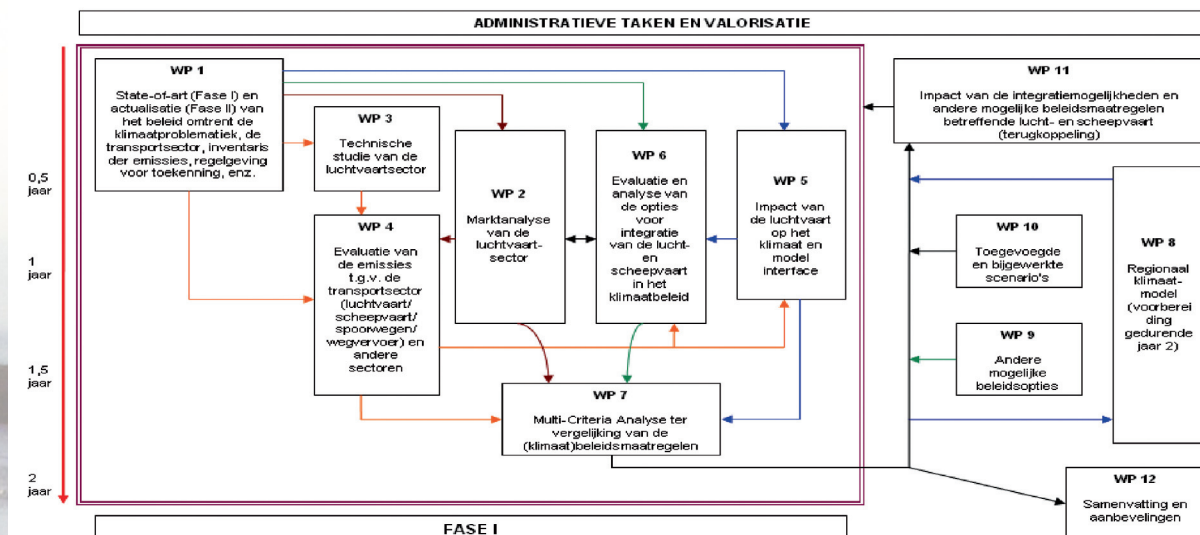 ADMINISTRATIEVE TAKEN EN VALORISATIE
WP 1
State-of-art (Fase I) en
actualisatie (Fase II) van
het beleid omtrent de
klimaatproblematiek, de
transportsector, inventaris
der emissies, regelgeving
voor toekenning, enz.
WP 3
Technische
studie van de
luchtvaartsector
WP 2
Marktanalyse
van de
luchtvaart-
sector
WP 6
Evaluatie en
analyse van
de opties
voor
integratie
van de lucht-
en
scheepvaart
in het
klimaatbeleid
WP 5
Impact van
de luchtvaart
op het
klimaat en
model
interface
WP 4
Evaluatie van
de emissies
t.g.v. de
transportsector
(luchtvaart/
scheepvaart/
spoorwegen/
wegvervoer) en
andere
sectoren
WP 7
Multi-Criteria Analyse ter
vergelijking van de
(klimaat)beleidsmaatregelen
WP 11
Impact van de integratiemogelijkheden en
andere mogelijke beleidsmaatregelen
betreffende lucht- en scheepvaart
(terugkoppeling)
WP 10
Toegevoegde
en bijgewerkte
scenario's
WP 9
Andere
mogelijke
beleidsopties
WP 8
Regionaal
klimaat-
model
(voorberei
ding
gedurende
jaar 2)
WP 12
Samenvatting en
aanbevelingen
0,5
jaar
1
jaar
1,5
jaar
2
jaar
FASE I